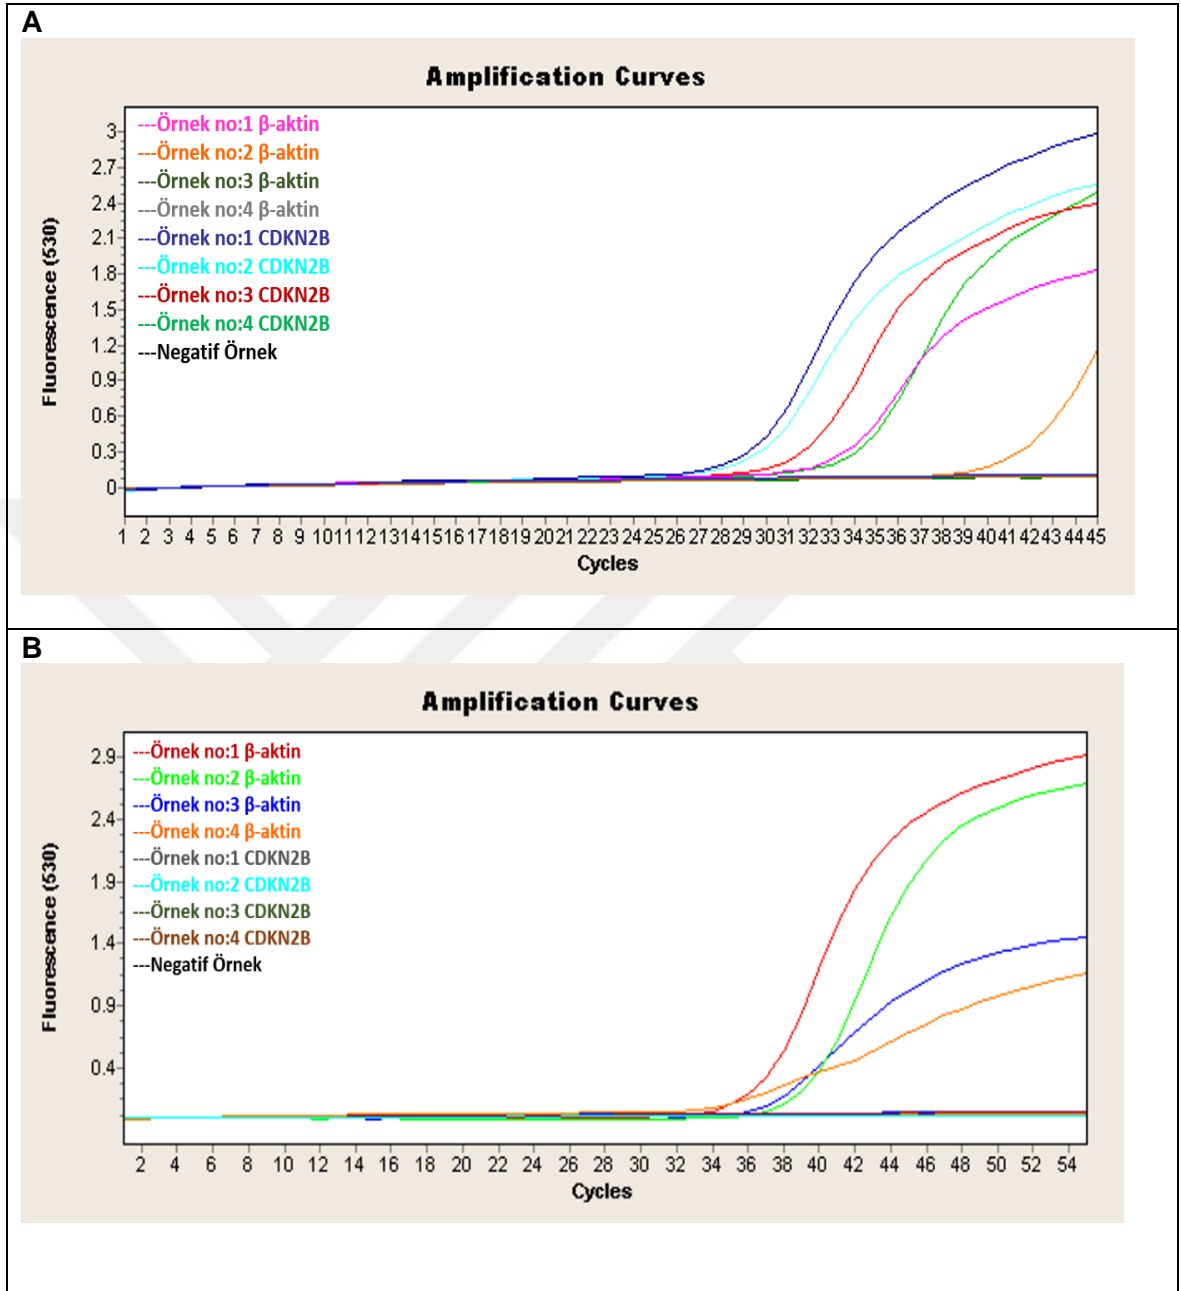 A
Amplification Curves
---Örnek no:1 β-aktin
---Örnek no:2 β-aktin
---Örnek no:3 β-aktin
---Örnek no:4 β-aktin
---Örnek no:1 CDKN2B
---Örnek no:2 CDKN2B
---Örnek no:3 CDKN2B
---Örnek no:4 CDKN2B
---Negatif Örnek
Fluorescence (530)
3
2.7
2.4
2.1
1.8
1.5
1.2
0.9
0.6
0.3
0
1 2 3 4 5 6 7 8 9 10 11 12 13 14 15 16 17 18 19 20 21 22 23 24 25 26 27 28 29 30 31 32 33 34 35 36 37 38 39 40 41 42 43 44 45
Cycles
B
Amplification Curves
---Örnek no:1 β-aktin
---Örnek no:2 β-aktin
---Örnek no:3 β-aktin
---Örnek no:4 β-aktin
---Örnek no:1 CDKN2B
---Örnek no:2 CDKN2B
---Örnek no:3 CDKN2B
---Örnek no:4 CDKN2B
---Negatif Örnek
Fluorescence (530)
2.9
2.4
1.9
1.4
0.9
0.4
2 4 6 8 10 12 14 16 18 20 22 24 26 28 30 32 34 36 38 40 42 44 46 48 50 52 54
Cycles